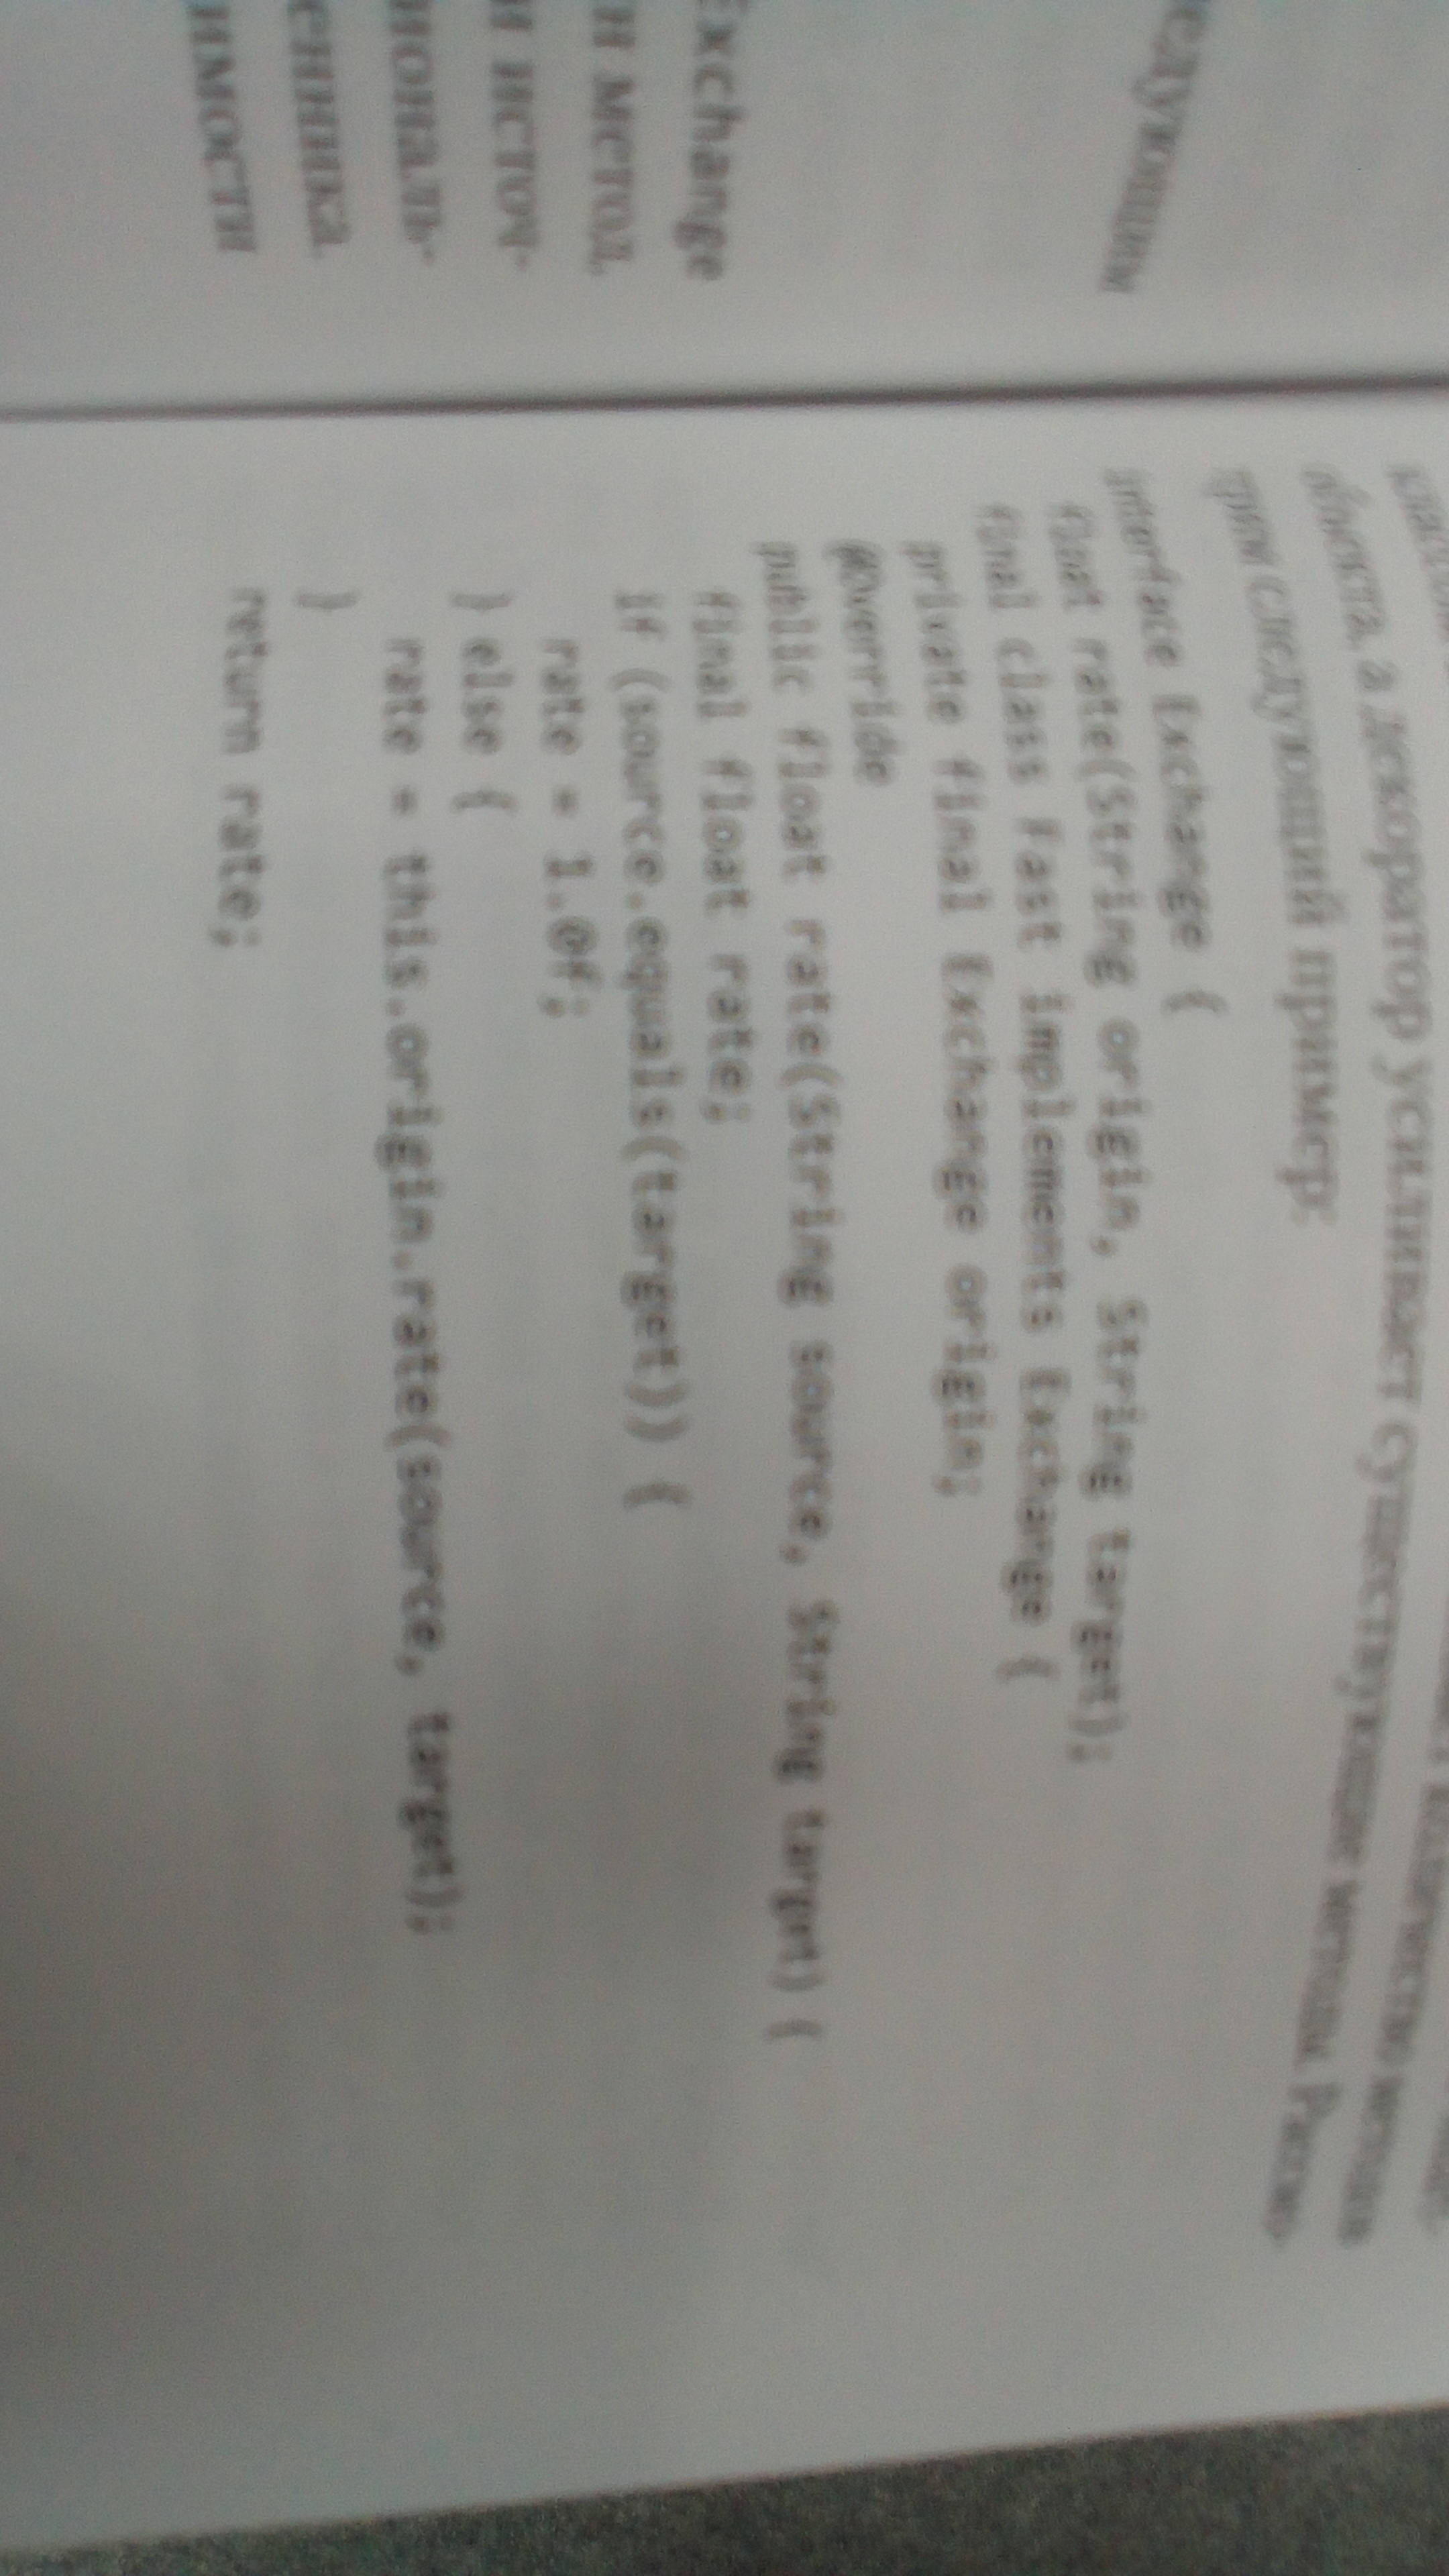 едующим
Exchange
н метод,
и источ-
иональ-
енника.
имости
количество методов
объекта, а декоратор усиливает существующие методы. Рассмо-
трим следующий пример:
interface Exchange {
float rate(String origin, String target);
final class Fast implements Exchange {
private final Exchange origin;
@Override
public float rate(String source, String target) {
final float rate;
if (source.equals(target)) {
rate = 1.0f;
} else {
rate = this.origin.rate(source, target);
}
return rate;